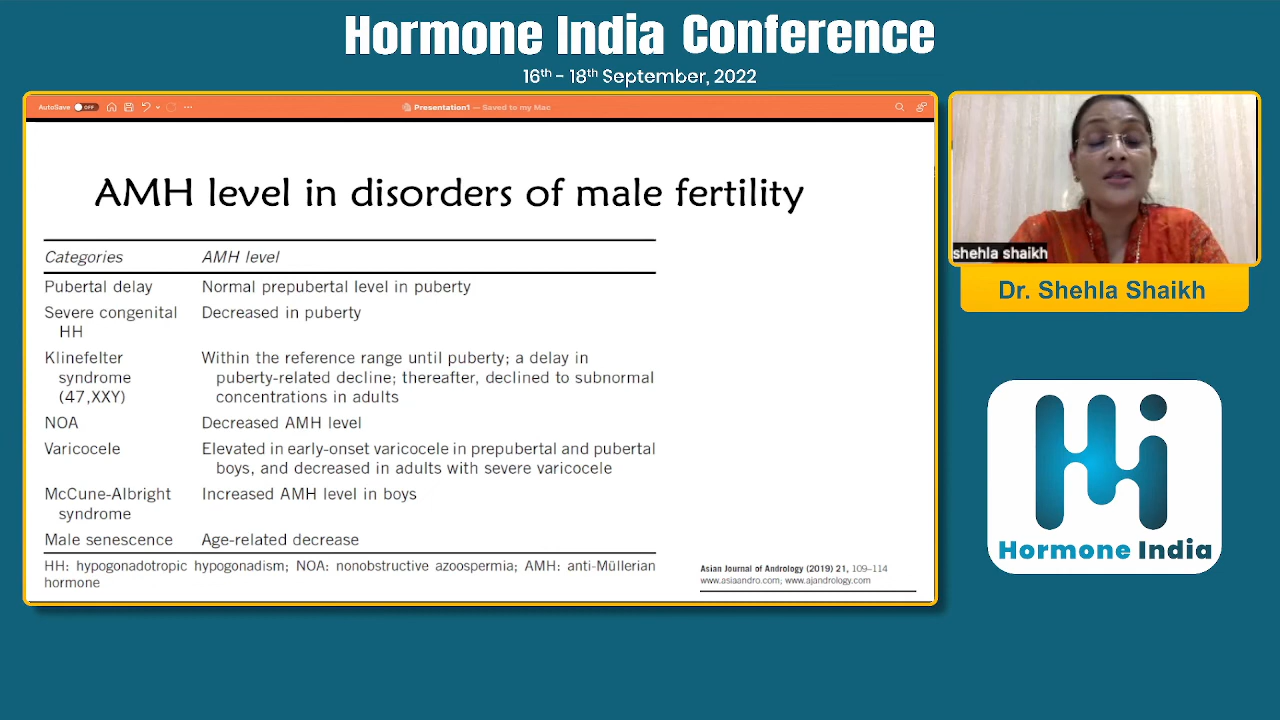 Hormone India Conference
16th - 18th September, 2022
AutoSave OFF
Presentation1 — Saved to my Mac
AMH level in disorders of male fertility
Categories AMH level
Pubertal delay Normal prepubertal level in puberty
Severe congenital Decreased in puberty
HH
Klinefelter Within the reference range until puberty; a delay in
syndrome puberty-related decline; thereafter, declined to subnormal
(47,XXY) concentrations in adults
NOA Decreased AMH level
Varicocele Elevated in early-onset varicocele in prepubertal and pubertal
boys, and decreased in adults with severe varicocele
McCune-Albright Increased AMH level in boys
syndrome
Male senescence Age-related decrease
HH: hypogonadotropic hypogonadism; NOA: nonobstructive azoospermia; AMH: anti-Müllerian
hormone
Asian Journal of Andrology (2019) 21, 109–114
www.asiaandro.com; www.ajandrology.com
shehla shaikh
Dr. Shehla Shaikh
Hormone India